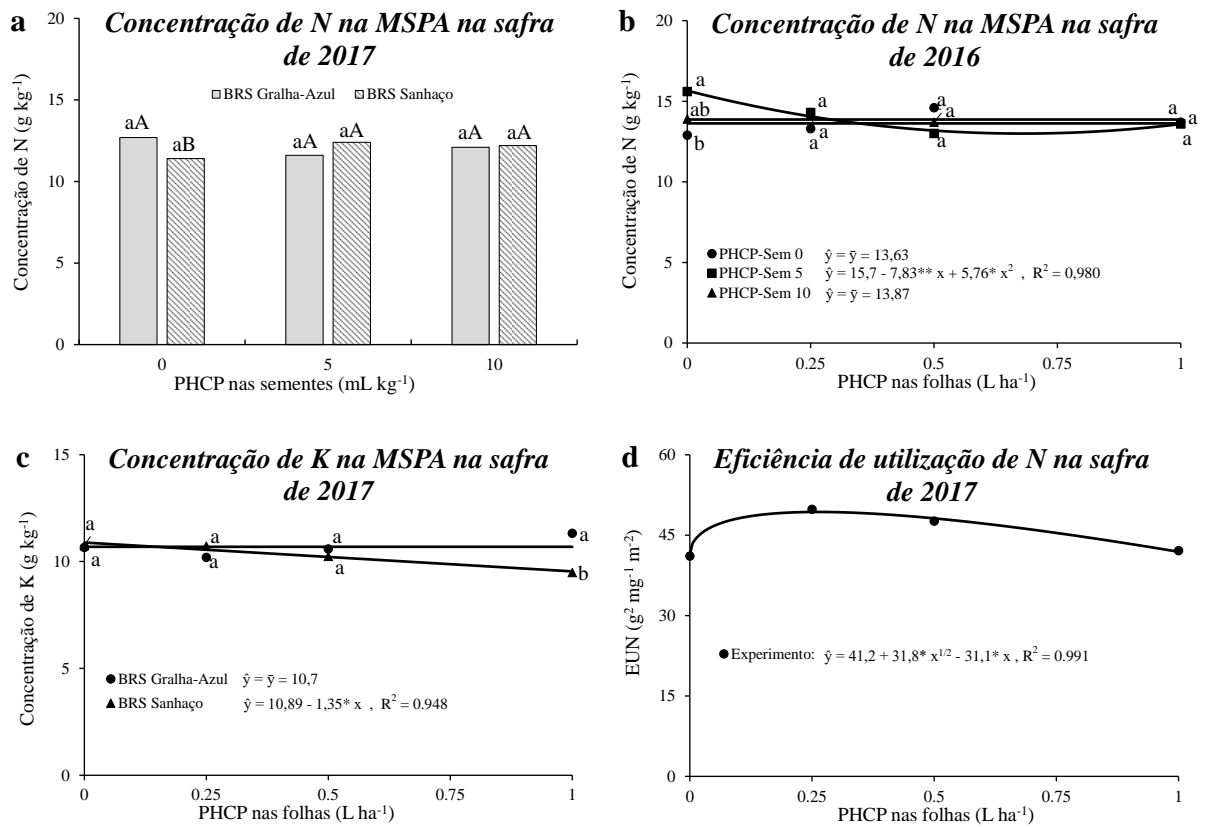 a
Concentração de N na MSPA na safra
de 2017
20
15
10
5
0
Concentração de N (g kg⁻¹)
BRS Gralha-Azul BRS Sanhaço
aA
aB
aA
aA
aA
aA
0 5 10
PHCP nas sementes (mL kg⁻¹)
b
Concentração de N na MSPA na safra
de 2016
20
15
10
5
0
Concentração de N (g kg⁻¹)
a
ab
b
a
a
a
a
a
a
a
PHCP-Sem 0 ŷ = ȳ = 13,63
PHCP-Sem 5 ŷ = 15,7 - 7,83** x + 5,76* x² , R² = 0,980
PHCP-Sem 10 ŷ = ȳ = 13,87
0 0.25 0.5 0.75 1
PHCP nas folhas (L ha⁻¹)
c
Concentração de K na MSPA na safra
de 2017
15
10
5
0
Concentração de K (g kg⁻¹)
a
a
a
a
a
a
a
b
BRS Gralha-Azul ŷ = ȳ = 10,7
BRS Sanhaço ŷ = 10,89 - 1,35* x , R² = 0.948
0 0.25 0.5 0.75 1
PHCP nas folhas (L ha⁻¹)
d
Eficiência de utilização de N na safra
de 2017
60
45
30
15
0
EUN (g² mg⁻¹ m⁻²)
Experimento: ŷ = 41,2 + 31,8* x^1/2 - 31,1* x , R² = 0.991
0 0.25 0.5 0.75 1
PHCP nas folhas (L ha⁻¹)